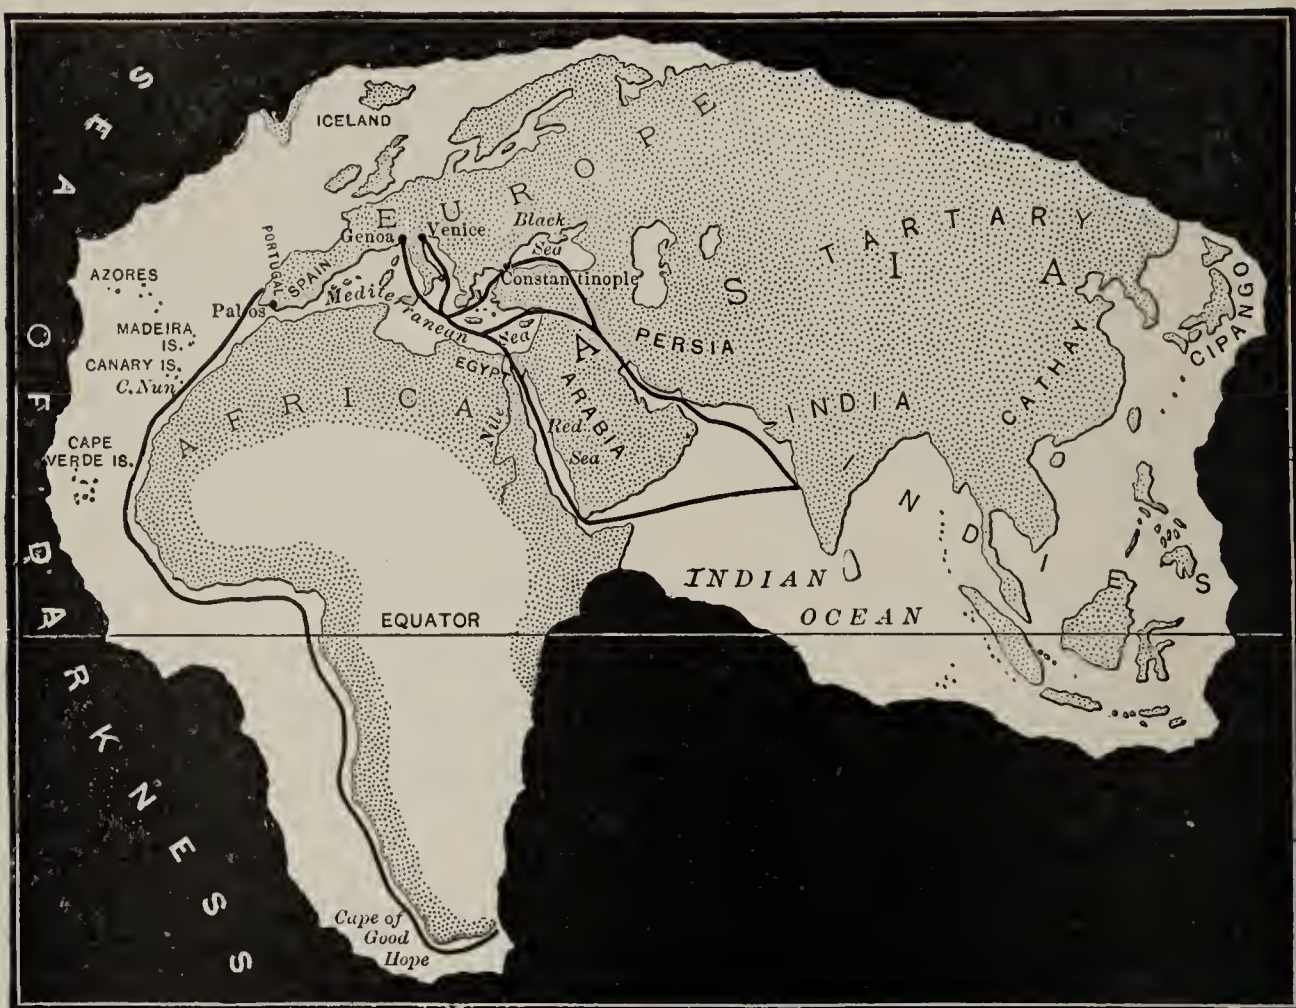 SEA OF DARKNESS
ICELAND
EUROPE
Genoa
Venice
Black
Sea
Constantinople
PORTUGAL
SPAIN
Palos
Mediterranean
Sea
AZORES
MADEIRA
IS.
CANARY IS.
C. Nun
CAPE
VERDE IS.
AFRICA
EGYPT
Nile
Red
Sea
ARABIA
PERSIA
ASIA
TARTARY
INDIA
CATHAY
CIPANGO
INDIES
INDIAN
OCEAN
EQUATOR
Cape of
Good
Hope